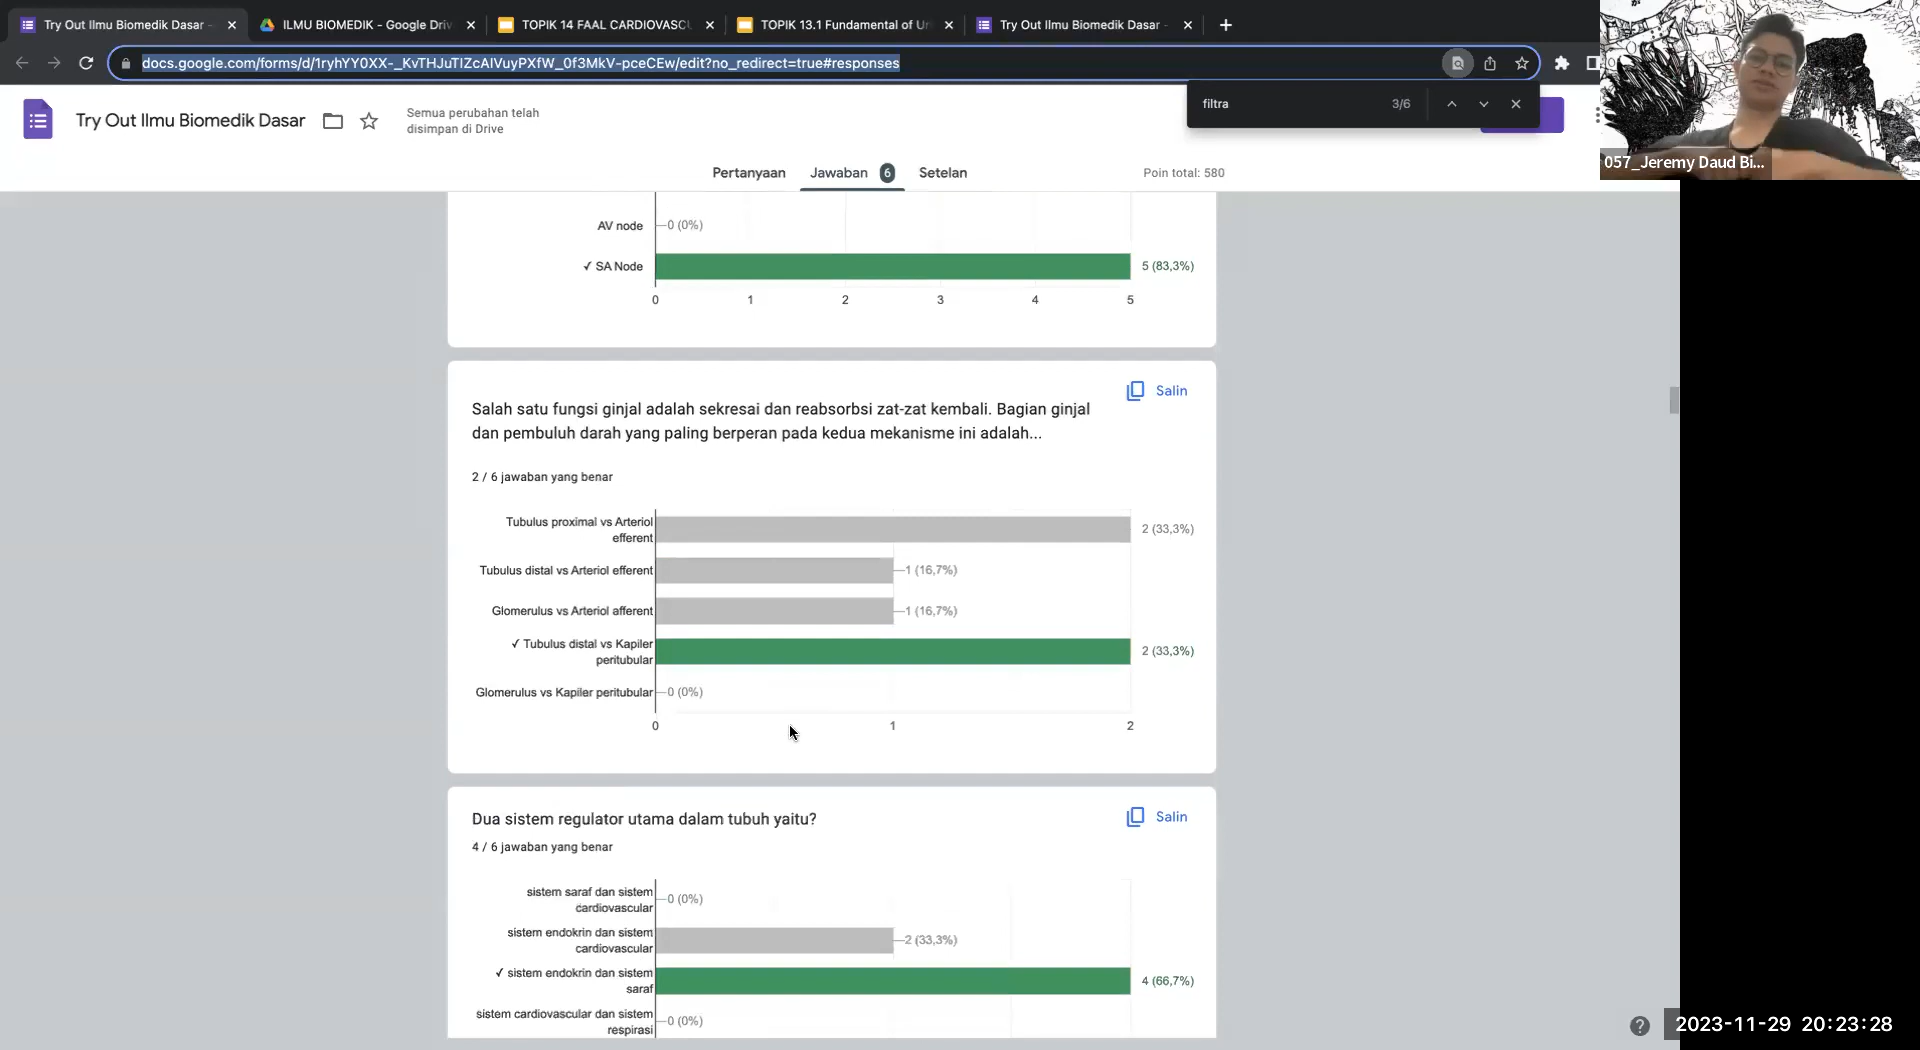 Try Out Ilmu Biomedik Dasar -
ILMU BIOMEDIK - Google Driv
TOPIK 14 FAAL CARDIOVASCU
TOPIK 13.1 Fundamental of Ur
Try Out Ilmu Biomedik Dasar -
docs.google.com/forms/d/1ryhYY0XX-_KvTHJuTIZcAIVuyPXfW_0f3MkV-pceCEw/edit?no_redirect=true#responses
filtra
3/6
Try Out Ilmu Biomedik Dasar
Semua perubahan telah
disimpan di Drive
057_Jeremy Daud Bi...
Pertanyaan
Jawaban 6
Setelan
Poin total: 580
AV node
0 (0%)
✓ SA Node
5 (83,3%)
0 1 2 3 4 5
Salin
Salah satu fungsi ginjal adalah sekresai dan reabsorbsi zat-zat kembali. Bagian ginjal
dan pembuluh darah yang paling berperan pada kedua mekanisme ini adalah...
2 / 6 jawaban yang benar
Tubulus proximal vs Arteriol
efferent
2 (33,3%)
Tubulus distal vs Arteriol efferent
1 (16,7%)
Glomerulus vs Arteriol afferent
1 (16,7%)
✓ Tubulus distal vs Kapiler
peritubular
2 (33,3%)
Glomerulus vs Kapiler peritubular
0 (0%)
0 1 2
Dua sistem regulator utama dalam tubuh yaitu?
Salin
4 / 6 jawaban yang benar
sistem saraf dan sistem
cardiovascular
0 (0%)
sistem endokrin dan sistem
cardiovascular
2 (33,3%)
✓ sistem endokrin dan sistem
saraf
4 (66,7%)
sistem cardiovascular dan sistem
respirasi
0 (0%)
2023-11-29 20:23:28